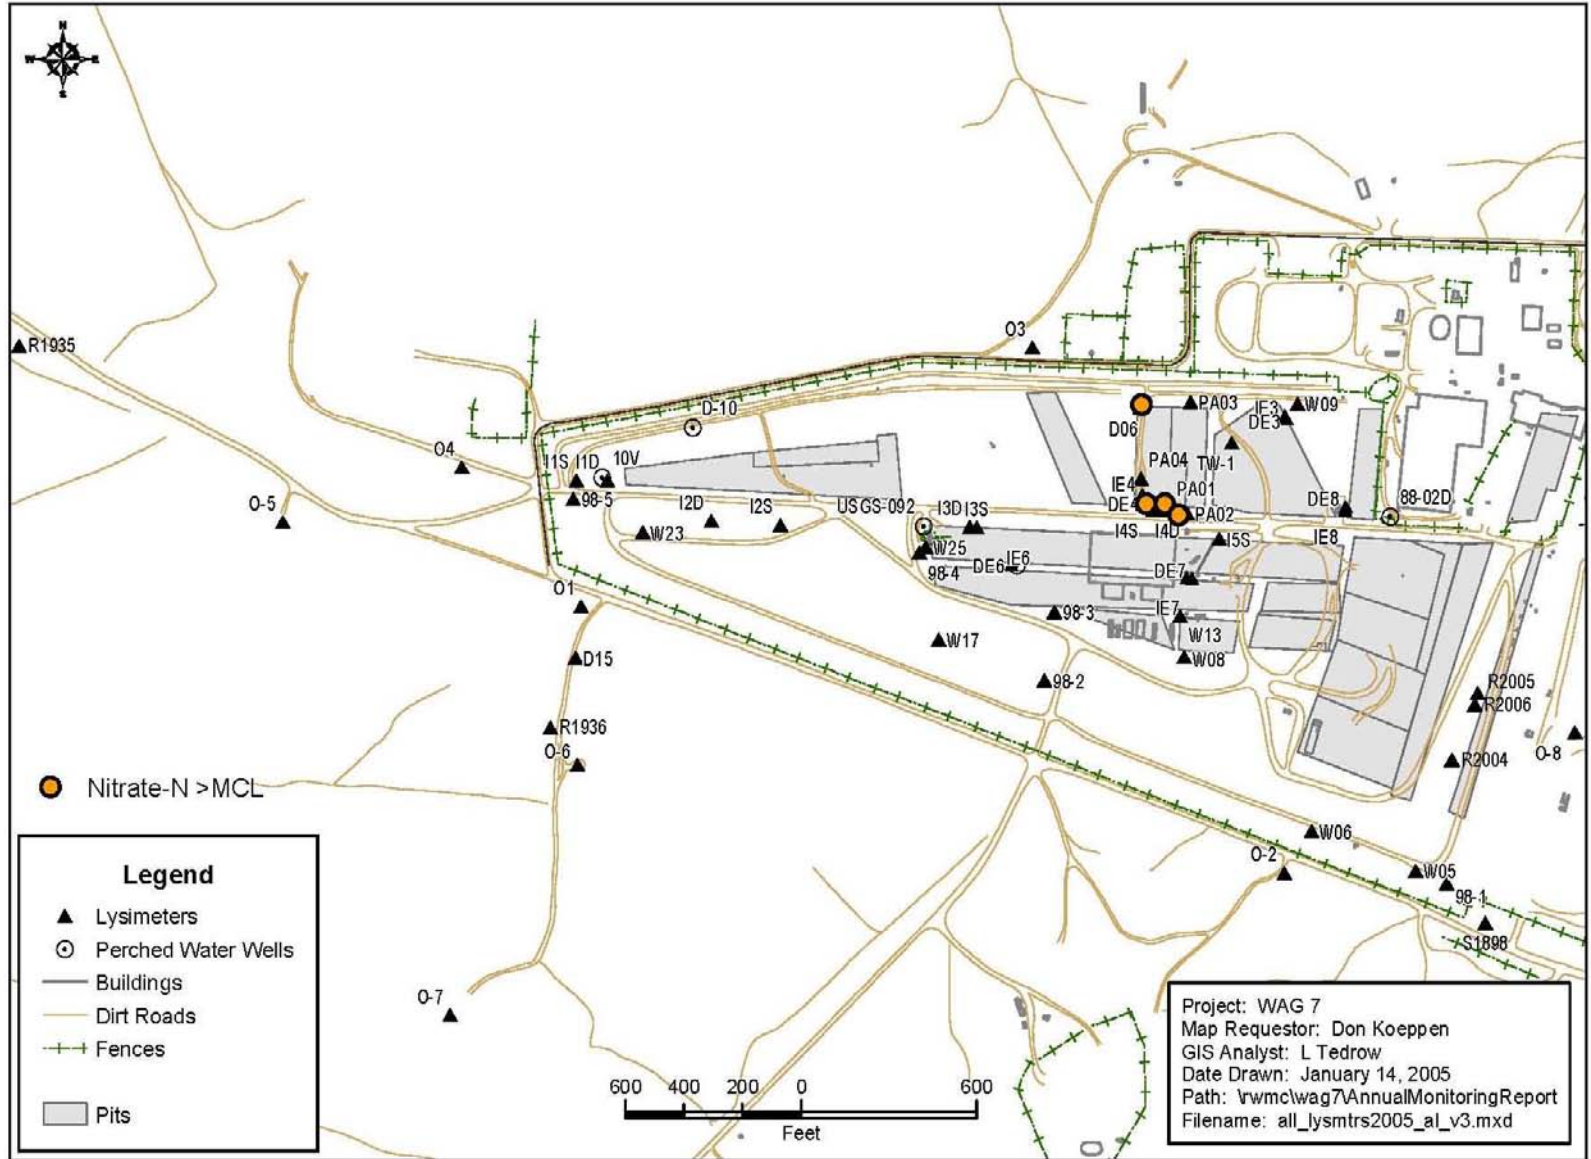 N
W E
S
O3
R1935
D-10
PA03
IE3
W09
DE3
D06
O4
I1S I1D 10V
PA04
TW-1
IE4
PA01
98-5
O-5
I2D
I2S
USGS-092
I3D I3S
DE4
PA02
DE8
88-02D
W23
I4S
I4D
I5S
IE8
W25
98-4
DE6
IE6
DE7
O1
98-3
IE7
W13
W17
W08
D15
98-2
R2005
R2006
R1936
O-6
O-8
R2004
Nitrate-N >MCL
W06
O-2
W05
98-1
S1898
O-7
Legend
Lysimeters
Perched Water Wells
Buildings
Dirt Roads
Fences
Pits
600 400 200 0 600
Feet
Project: WAG 7
Map Requestor: Don Koeppen
GIS Analyst: L Tedrow
Date Drawn: January 14, 2005
Path: \rwmc\wag7\AnnualMonitoringReport
Filename: all_lysmtrs2005_al_v3.mxd